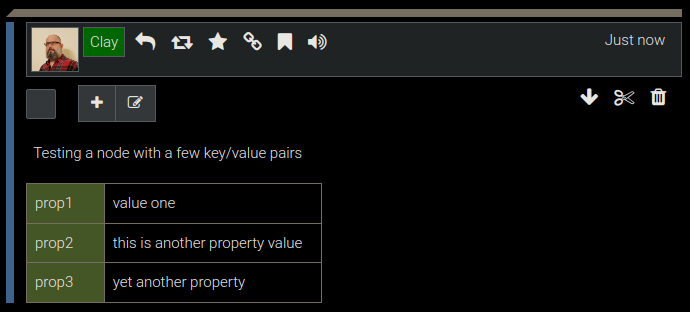 Clay
Just now
Testing a node with a few key/value pairs
prop1 value one
prop2 this is another property value
prop3 yet another property